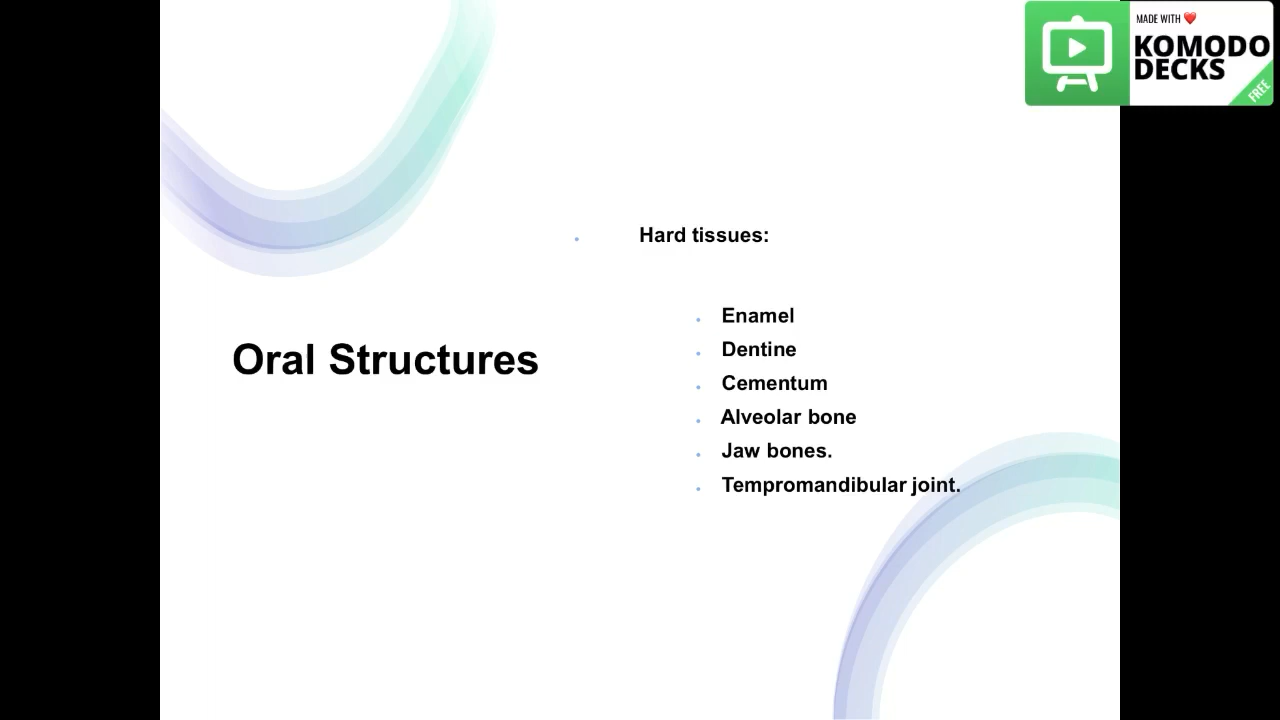 MADE WITH ❤️
KOMODO
DECKS
FREE
Oral Structures
Hard tissues:
Enamel
Dentine
Cementum
Alveolar bone
Jaw bones.
Tempromandibular joint.